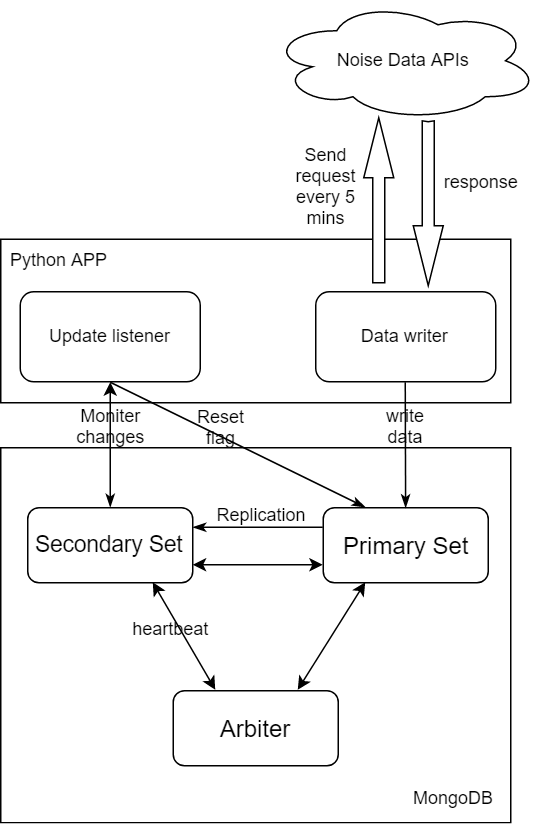 Noise Data APIs
Send
request
every 5
mins
response
Python APP
Update listener
Data writer
Moniter
changes
Reset
flag
write
data
Replication
Secondary Set
Primary Set
heartbeat
Arbiter
MongoDB